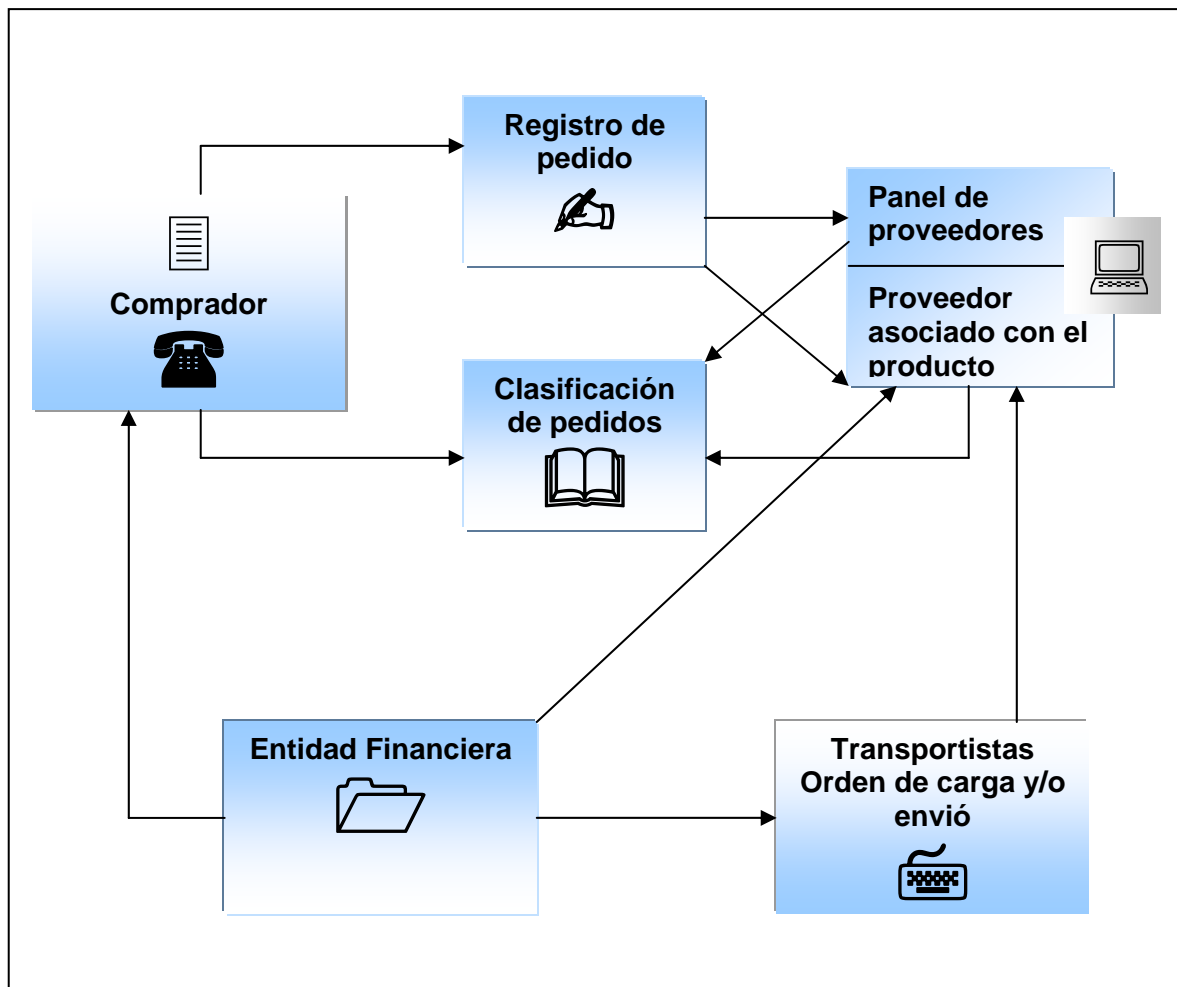 Registro de
pedido
Panel de
proveedores
Comprador
Proveedor
asociado con el
producto
Clasificación
de pedidos
Entidad Financiera
Transportistas
Orden de carga y/o
envió